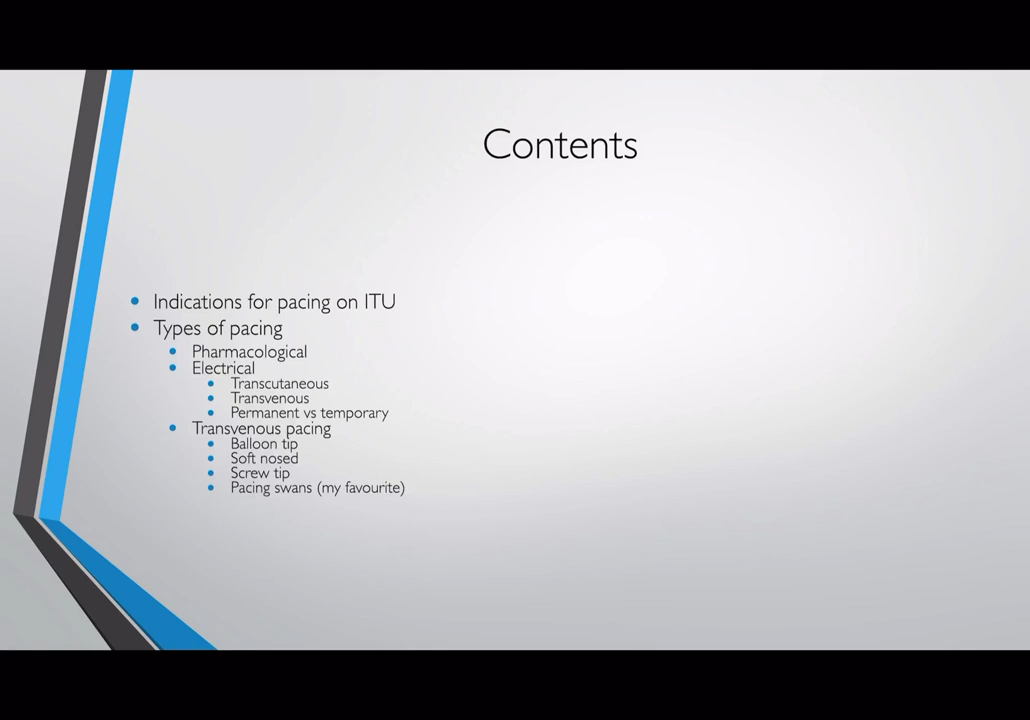 Contents
Indications for pacing on ITU
Types of pacing
Pharmacological
Electrical
Transcutaneous
Transvenous
Permanent vs temporary
Transvenous pacing
Balloon tip
Soft nosed
Screw tip
Pacing swans (my favourite)